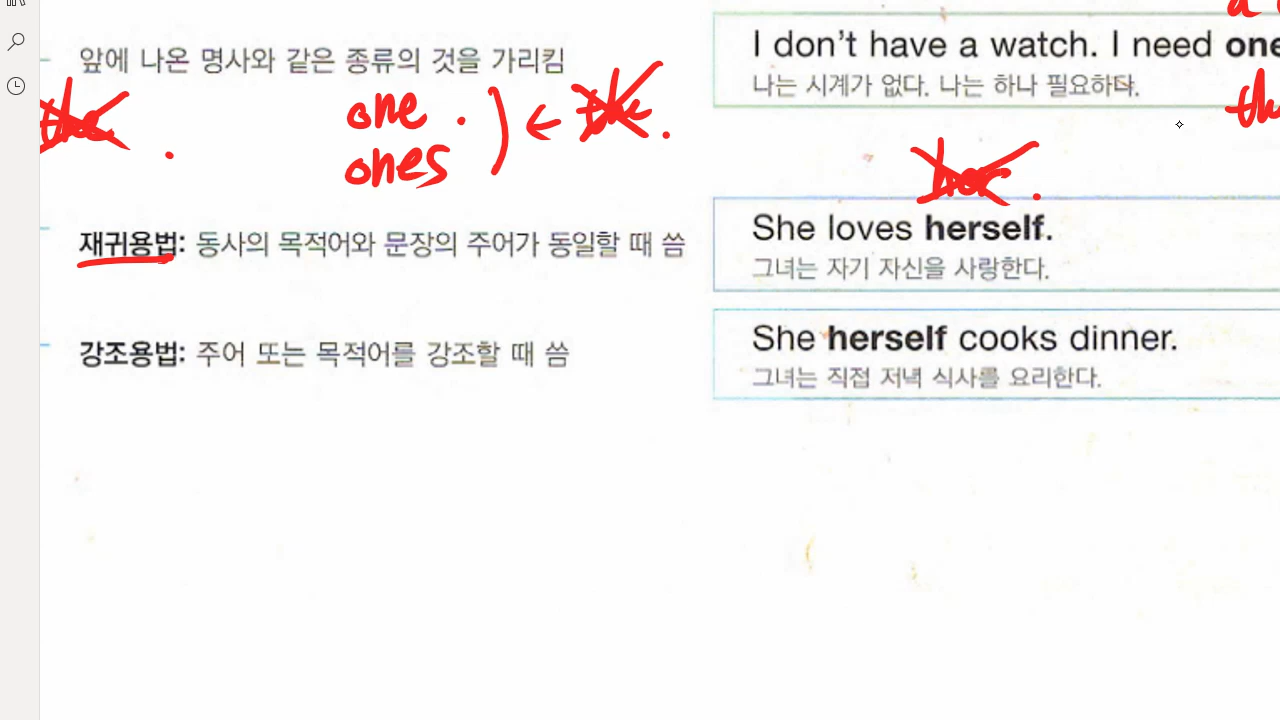 앞에 나온 명사와 같은 종류의 것을 가리킴
I don't have a watch. I need one
나는 시계가 없다. 나는 하나 필요하다.
one
ones
재귀용법: 동사의 목적어와 문장의 주어가 동일할 때 씀
her
She loves herself.
그녀는 자기 자신을 사랑한다.
강조용법: 주어 또는 목적어를 강조할 때 씀
She herself cooks dinner.
그녀는 직접 저녁 식사를 요리한다.